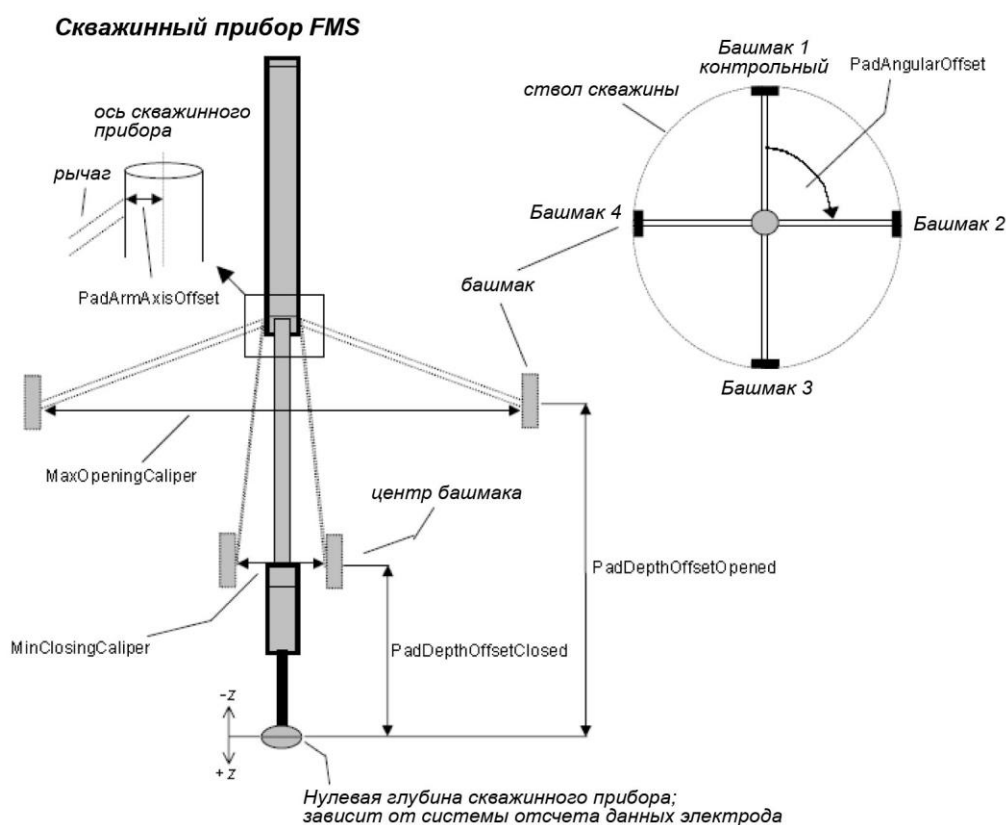 Скважинный прибор FMS
ось скважинного
прибора
рычаг
PadArmAxisOffset
MaxOpeningCaliper
MinClosingCaliper
-z
+z
Башмак 1
контрольный
PadAngularOffset
ствол скважины
Башмак 4
Башмак 2
башмак
Башмак 3
центр башмака
PadDepthOffsetOpened
PadDepthOffsetClosed
Нулевая глубина скважинного прибора;
зависит от системы отсчета данных электрода